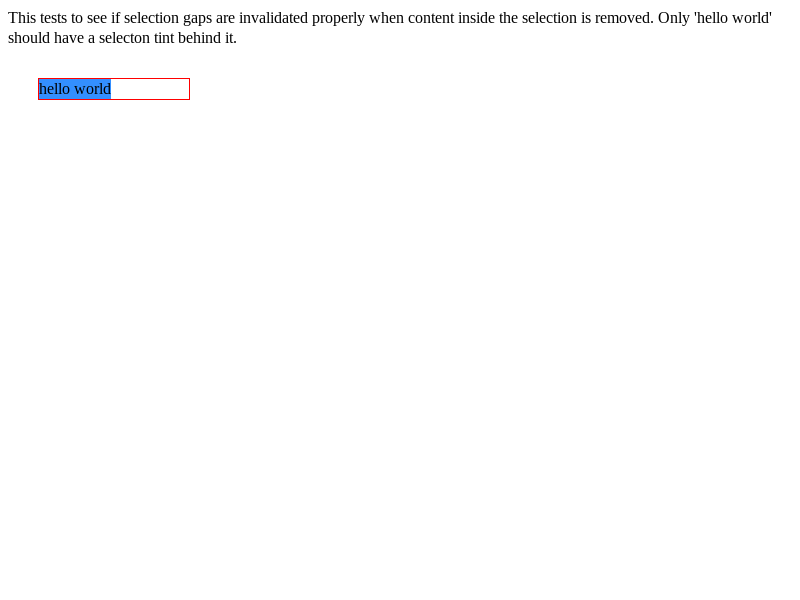 This tests to see if selection gaps are invalidated properly when content inside the selection is removed. Only 'hello world'
should have a selecton tint behind it.
hello world